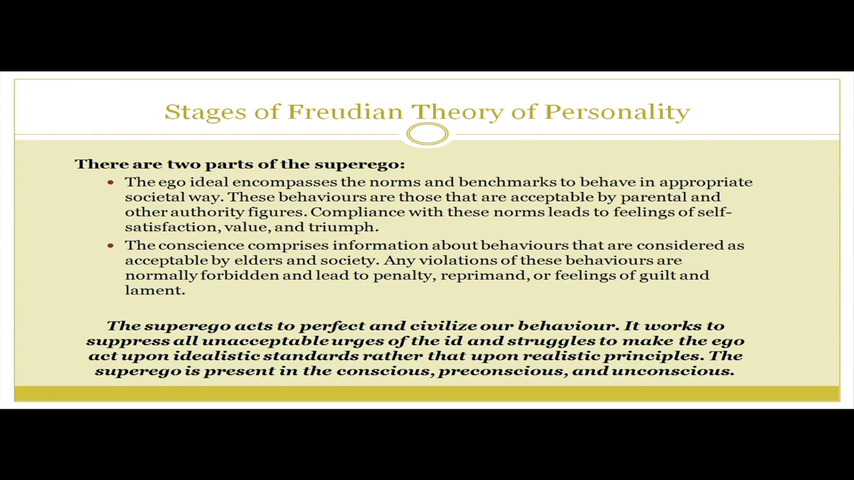 Stages of Freudian Theory of Personality
There are two parts of the superego:
• The ego ideal encompasses the norms and benchmarks to behave in appropriate
societal way. These behaviours are those that are acceptable by parental and
other authority figures. Compliance with these norms leads to feelings of self-
satisfaction, value, and triumph.
• The conscience comprises information about behaviours that are considered as
acceptable by elders and society. Any violations of these behaviours are
normally forbidden and lead to penalty, reprimand, or feelings of guilt and
lament.
The superego acts to perfect and civilize our behaviour. It works to
suppress all unacceptable urges of the id and struggles to make the ego
act upon idealistic standards rather that upon realistic principles. The
superego is present in the conscious, preconscious, and unconscious.